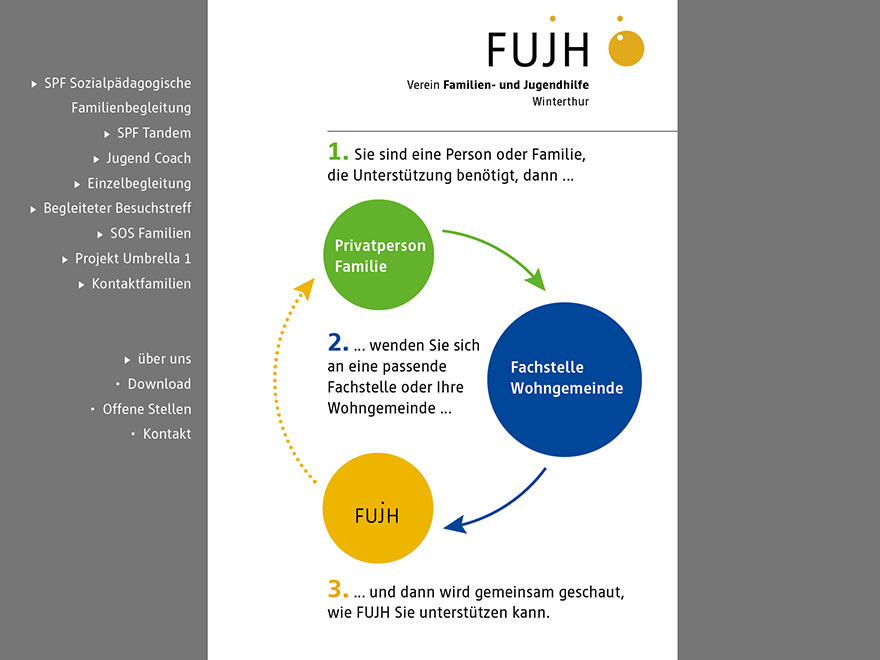 SPF Sozialpädagogische
Familienbegleitung
SPF Tandem
Jugend Coach
Einzelbegleitung
Begleiteter Besuchstreff
SOS Familien
Projekt Umbrella 1
Kontaktfamilien
über uns
Download
Offene Stellen
Kontakt
FUJH
Verein Familien- und Jugendhilfe
Winterthur
1. Sie sind eine Person oder Familie,
die Unterstützung benötigt, dann ...
Privatperson
Familie
2. ... wenden Sie sich
an eine passende
Fachstelle oder Ihre
Wohngemeinde ...
Fachstelle
Wohngemeinde
FUJH
3. ... und dann wird gemeinsam geschaut,
wie FUJH Sie unterstützen kann.